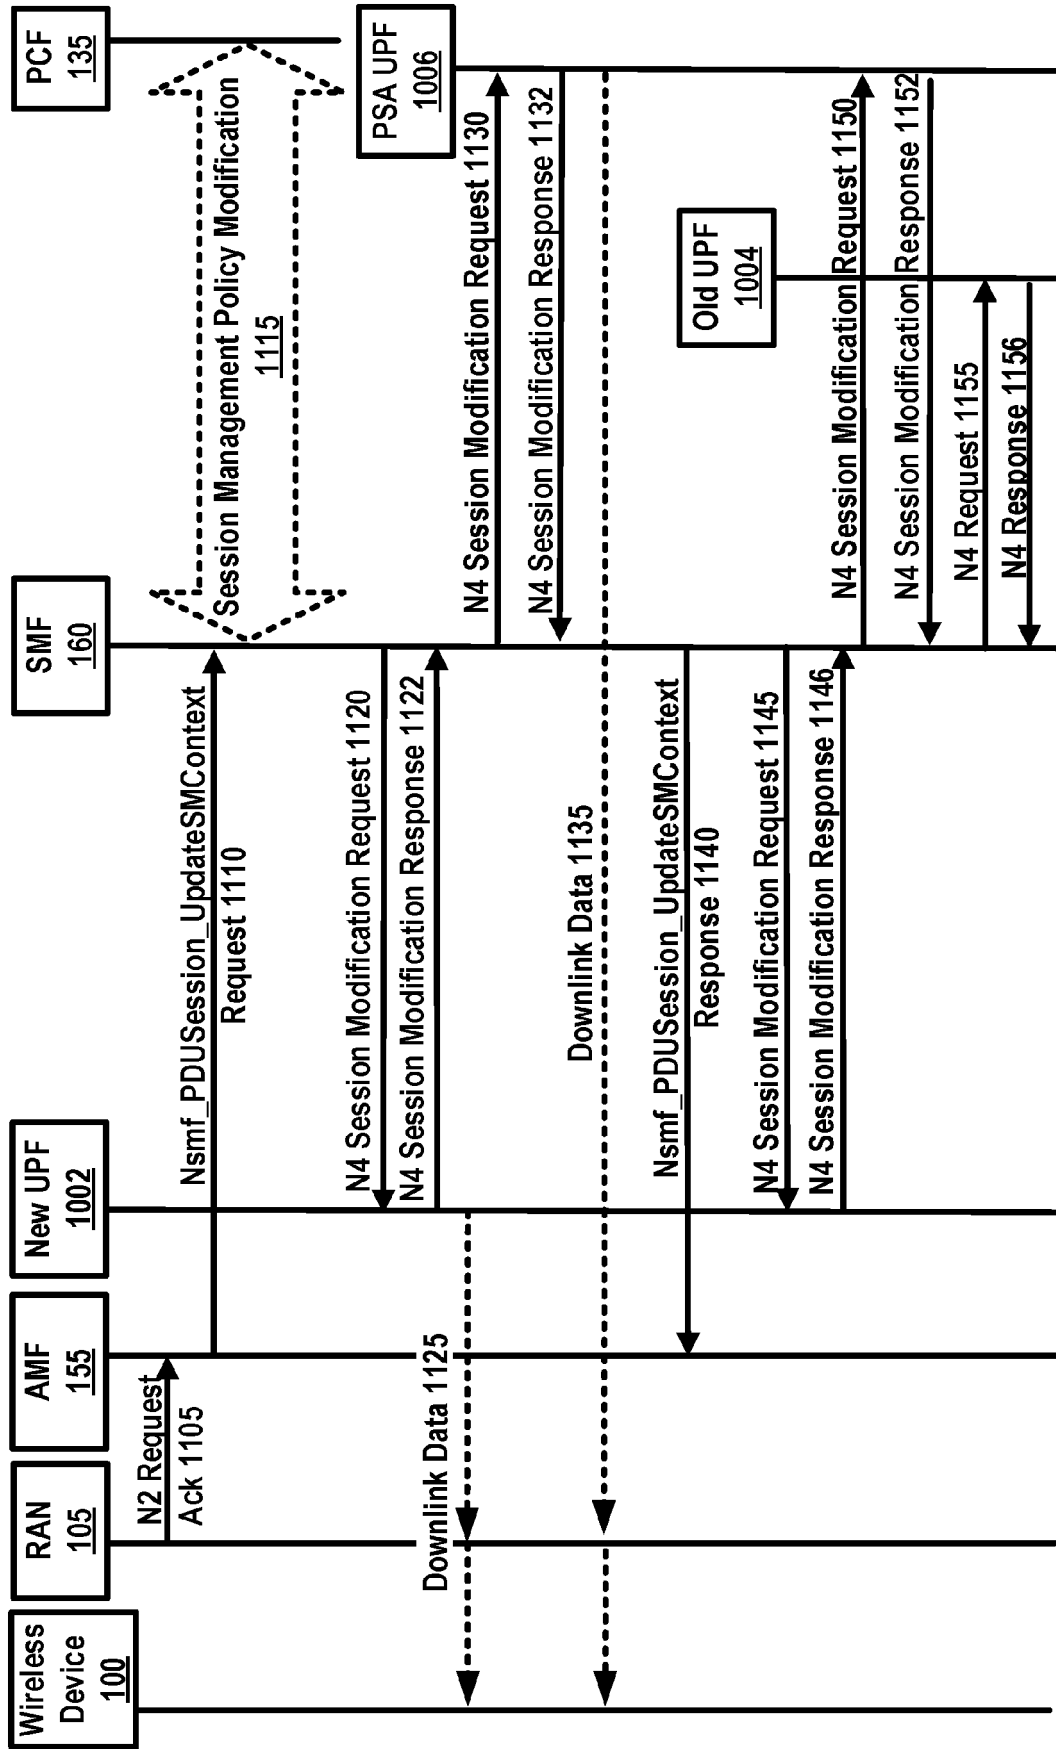 Wireless
Device
100
RAN
105
AMF
155
New UPF
1002
SMF
160
PCF
135
N2 Request
Ack 1105
Nsmf_PDUSession_UpdateSMContext
Request 1110
Session Management Policy Modification
1115
PSA UPF
1006
N4 Session Modification Request 1120
N4 Session Modification Response 1122
Downlink Data 1125
N4 Session Modification Request 1130
N4 Session Modification Response 1132
Downlink Data 1135
Nsmf_PDUSession_UpdateSMContext
Response 1140
Old UPF
1004
N4 Session Modification Request 1145
N4 Session Modification Response 1146
N4 Session Modification Request 1150
N4 Session Modification Response 1152
N4 Request 1155
N4 Response 1156